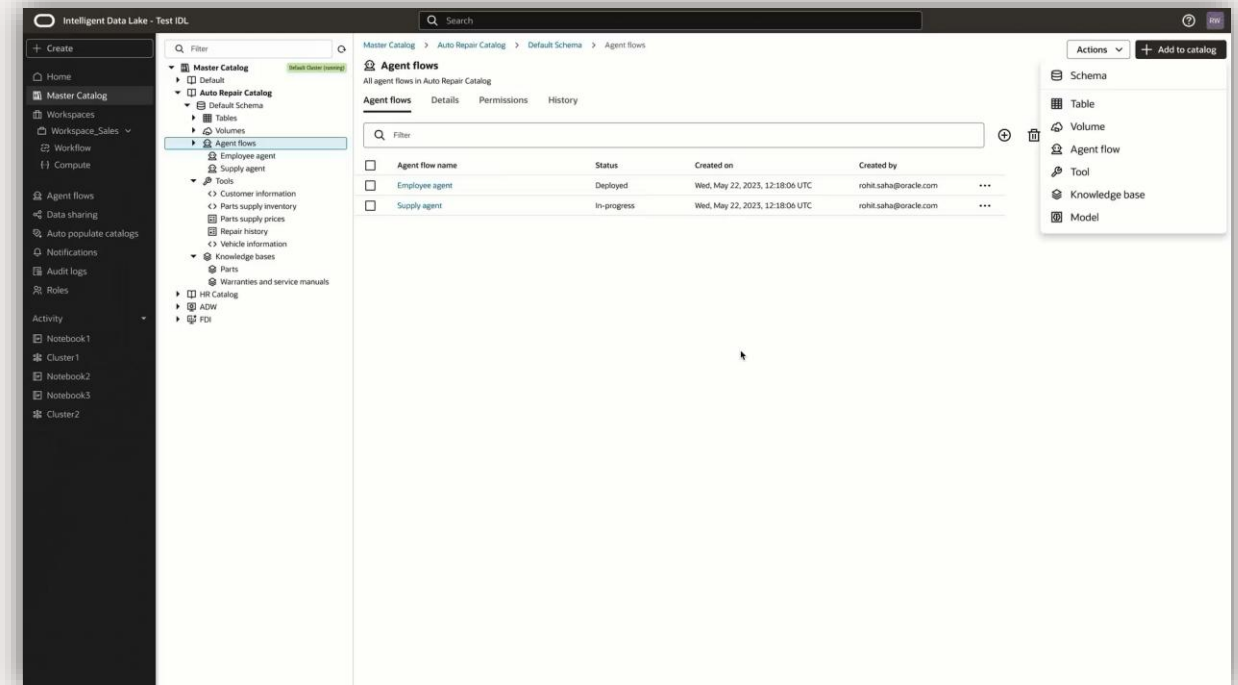 Intelligent Data Lake - Test IDL
Search
RW
+ Create
Home
Master Catalog
Workspaces
Workspace_Sales
Workflow
Compute
Agent flows
Data sharing
Auto populate catalogs
Notifications
Audit logs
Roles
Activity
Notebook1
Cluster1
Notebook2
Notebook3
Cluster2
Filter
Master Catalog Default Cluster (running)
Default
Auto Repair Catalog
Default Schema
Tables
Volumes
Agent flows
Employee agent
Supply agent
Tools
Customer information
Parts supply inventory
Parts supply prices
Repair history
Vehicle information
Knowledge bases
Parts
Warranties and service manuals
HR Catalog
ADW
FDI
Master Catalog > Auto Repair Catalog > Default Schema > Agent flows
Agent flows
All agent flows in Auto Repair Catalog
Agent flows Details Permissions History
Filter
Agent flow name Status Created on Created by
Employee agent Deployed Wed, May 22, 2023, 12:18:06 UTC rohit.saha@oracle.com ...
Supply agent In-progress Wed, May 22, 2023, 12:18:06 UTC rohit.saha@oracle.com ...
Actions + Add to catalog
Schema
Table
Volume
Agent flow
Tool
Knowledge base
Model